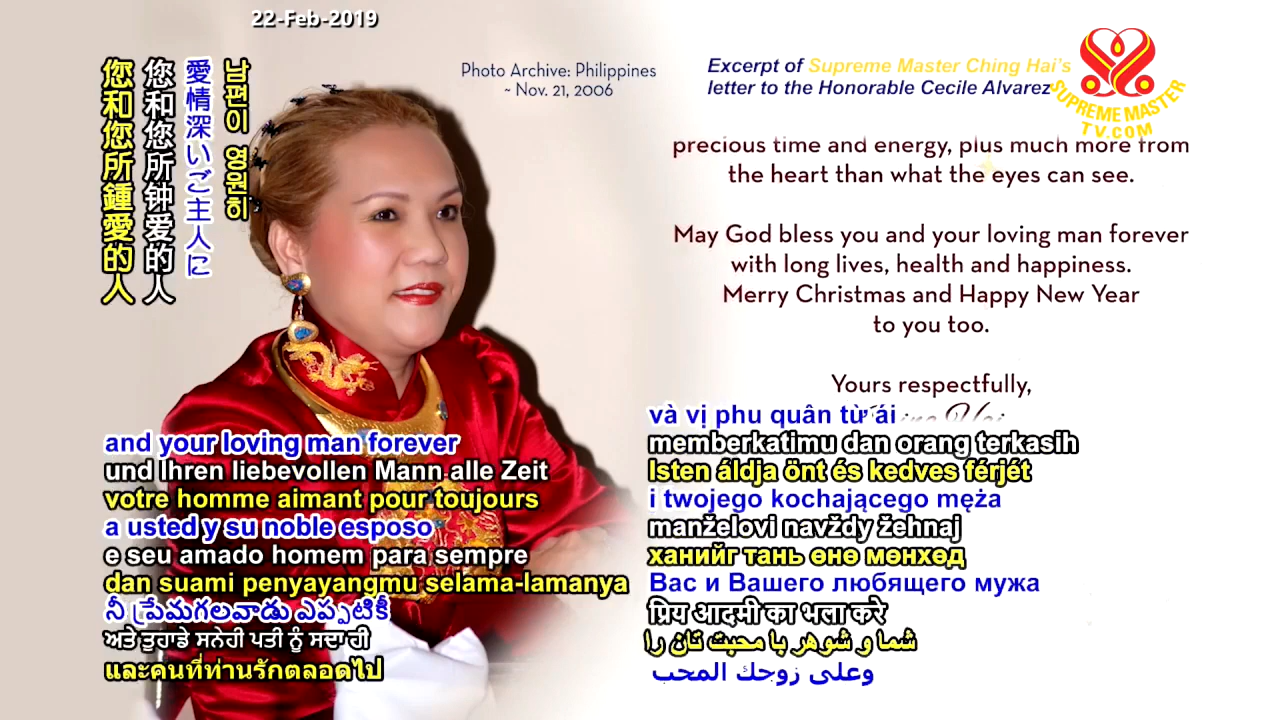 22-Feb-2019
您和您所鍾愛的人
您和您所钟爱的人
愛情深いご主人に
남편이 영원히
Photo Archive: Philippines
~ Nov. 21, 2006
Excerpt of Supreme Master Ching Hai's
letter to the Honorable Cecile Alvarez
SUPREME MASTER
TV.COM
precious time and energy, plus much more from
the heart than what the eyes can see.
May God bless you and your loving man forever
with long lives, health and happiness.
Merry Christmas and Happy New Year
to you too.
Yours respectfully,
and your loving man forever
und Ihren liebevollen Mann alle Zeit
votre homme aimant pour toujours
a usted y su noble esposo
e seu amado homem para sempre
dan suami penyayangmu selama-lamanya
నీ ప్రేమగలవాడు ఎప్పటికీ
ਅਤੇ ਤੁਹਾਡੇ ਸਨੇਹੀ ਪਤੀ ਨੂੰ ਸਦਾ ਹੀ
และคนที่ท่านรักตลอดไป
và vị phu quân từ ái
memberkatimu dan orang terkasih
Isten áldja önt és kedves férjét
i twojego kochającego męża
manželovi navždy žehnaj
ханийг тань өнө мөнхөд
Вас и Вашего любящего мужа
प्रिय आदमी का भला करे
شما و شوهر با محبت تان را
وعلى زوجك المحب